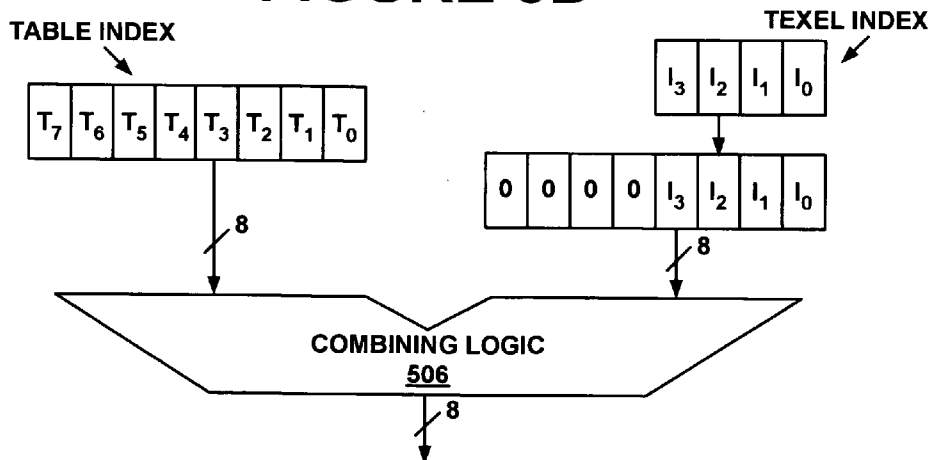 TABLE INDEX
TEXEL INDEX
I3 I2 I1 I0
T7 T6 T5 T4 T3 T2 T1 T0
0 0 0 0 I3 I2 I1 I0
8
8
COMBINING LOGIC
506
8